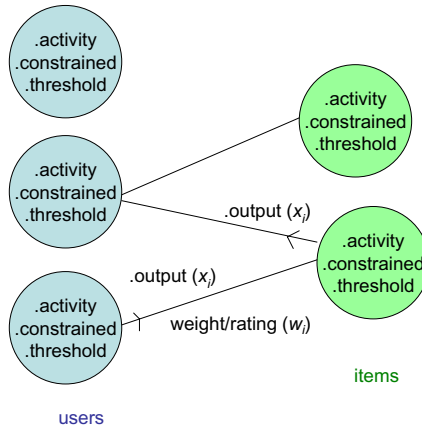 .activity
.constrained
.threshold
.activity
.constrained
.threshold
.activity
.constrained
.threshold
.output (xᵢ)
.activity
.constrained
.threshold
.output (xᵢ)
.activity
.constrained
.threshold
weight/rating (wᵢ)
items
users